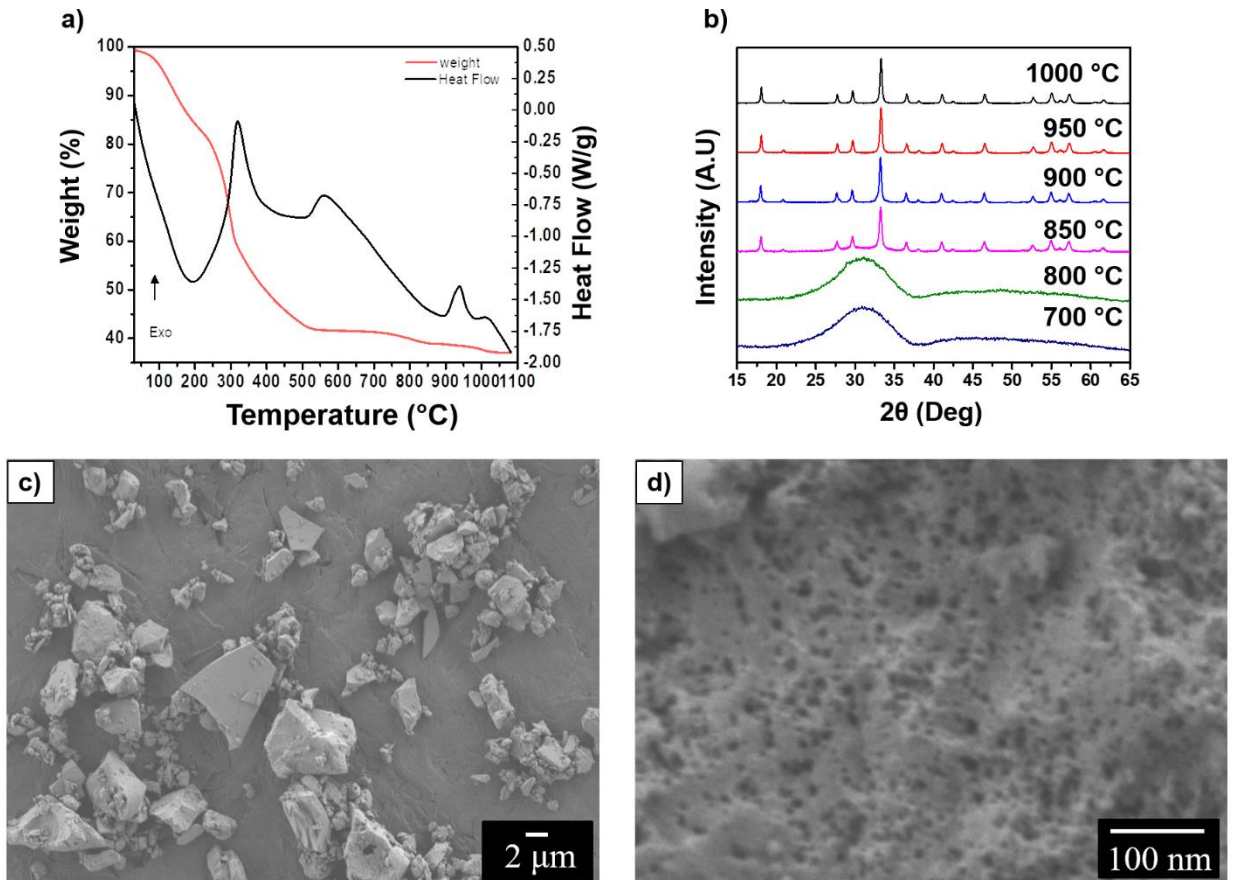 a)
100
90
80
70
60
50
40
Weight (%)
weight
Heat Flow
Exo
0.50
0.25
0.00
-0.25
-0.50
-0.75
-1.00
-1.25
-1.50
-1.75
-2.00
Heat Flow (W/g)
100 200 300 400 500 600 700 800 900 10001100
Temperature (°C)
b)
Intensity (A.U)
1000 °C
950 °C
900 °C
850 °C
800 °C
700 °C
15 20 25 30 35 40 45 50 55 60 65
2θ (Deg)
c)
2 μm
d)
100 nm